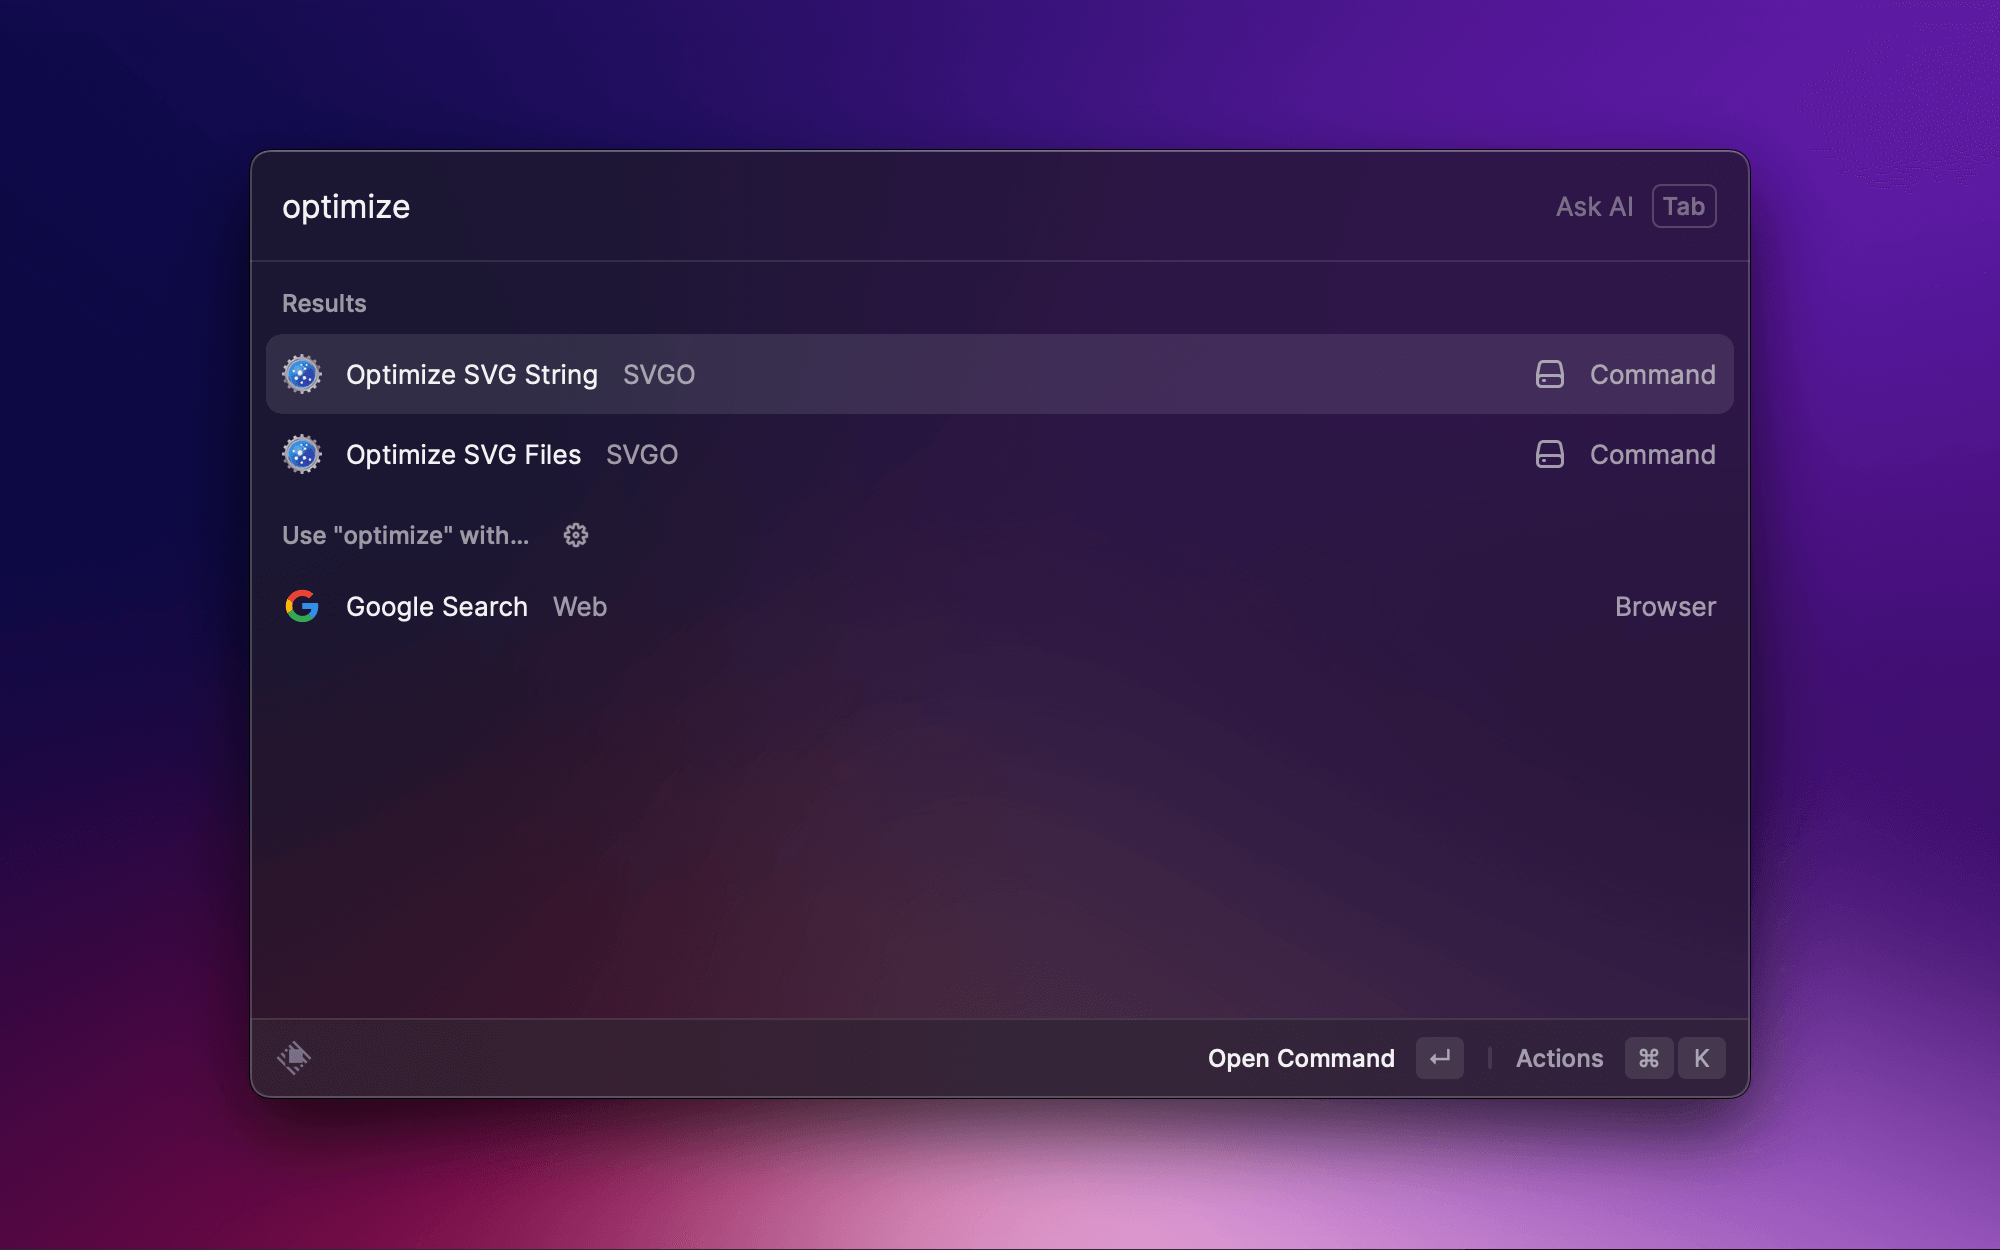 optimize Ask AI Tab
Results
Optimize SVG String SVGO Command
Optimize SVG Files SVGO Command
Use "optimize" with...
Google Search Web Browser
Open Command ↵ Actions ⌘ K